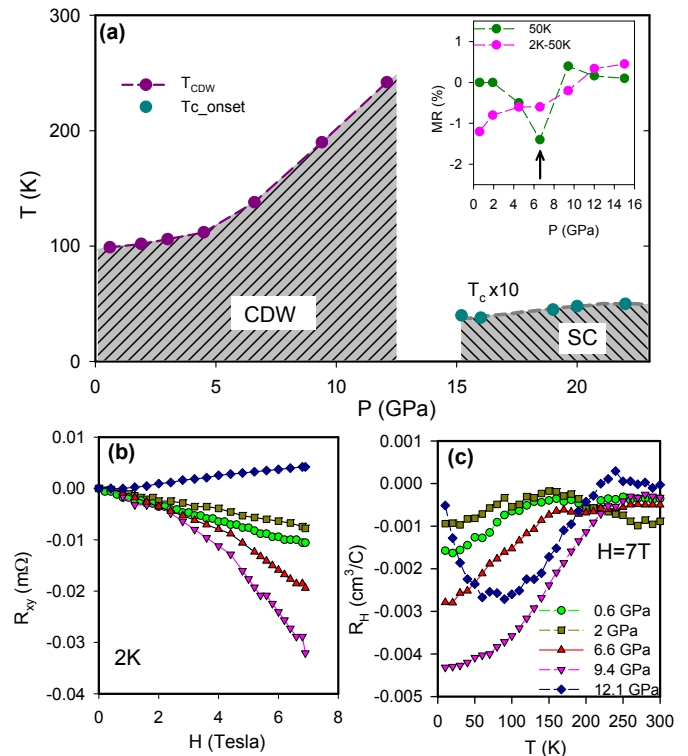 (a)
T (K)
300
200
100
0
T_CDW
Tc_onset
CDW
T_c x10
SC
0
5
10
15
20
P (GPa)
50K
2K-50K
MR (%)
1
0
-1
-2
0 2 4 6 8 10 12 14 16
P (GPa)
(b)
R_xy (mΩ)
0.01
0.00
-0.01
-0.02
-0.03
-0.04
2K
0 2 4 6 8
H (Tesla)
(c)
R_H (cm³/C)
0.001
0.000
-0.001
-0.002
-0.003
-0.004
-0.005
H=7T
0.6 GPa
2 GPa
6.6 GPa
9.4 GPa
12.1 GPa
0 50 100 150 200 250 300
T (K)